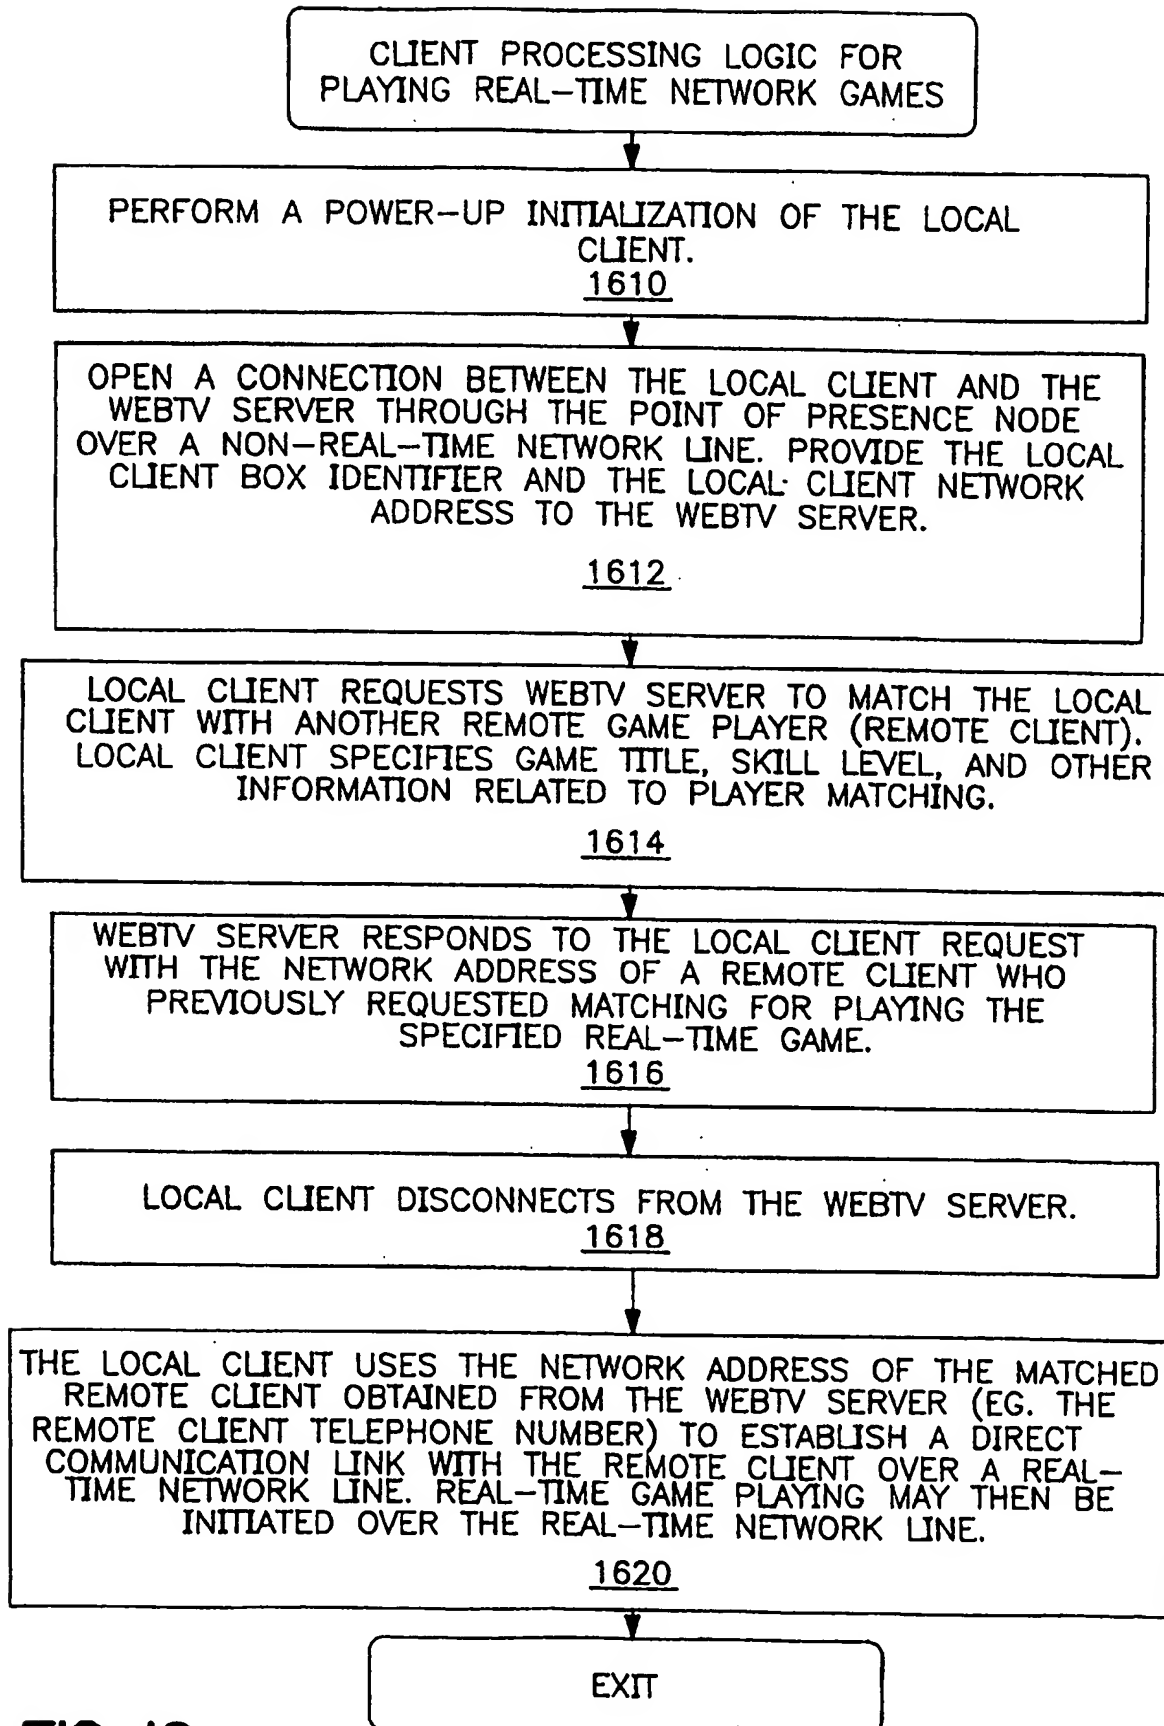 CLIENT PROCESSING LOGIC FOR
PLAYING REAL-TIME NETWORK GAMES
PERFORM A POWER-UP INITIALIZATION OF THE LOCAL
CLIENT.
1610
OPEN A CONNECTION BETWEEN THE LOCAL CLIENT AND THE
WEBTV SERVER THROUGH THE POINT OF PRESENCE NODE
OVER A NON-REAL-TIME NETWORK LINE. PROVIDE THE LOCAL
CLIENT BOX IDENTIFIER AND THE LOCAL CLIENT NETWORK
ADDRESS TO THE WEBTV SERVER.
1612
LOCAL CLIENT REQUESTS WEBTV SERVER TO MATCH THE LOCAL
CLIENT WITH ANOTHER REMOTE GAME PLAYER (REMOTE CLIENT).
LOCAL CLIENT SPECIFIES GAME TITLE, SKILL LEVEL, AND OTHER
INFORMATION RELATED TO PLAYER MATCHING.
1614
WEBTV SERVER RESPONDS TO THE LOCAL CLIENT REQUEST
WITH THE NETWORK ADDRESS OF A REMOTE CLIENT WHO
PREVIOUSLY REQUESTED MATCHING FOR PLAYING THE
SPECIFIED REAL-TIME GAME.
1616
LOCAL CLIENT DISCONNECTS FROM THE WEBTV SERVER.
1618
THE LOCAL CLIENT USES THE NETWORK ADDRESS OF THE MATCHED
REMOTE CLIENT OBTAINED FROM THE WEBTV SERVER (EG. THE
REMOTE CLIENT TELEPHONE NUMBER) TO ESTABLISH A DIRECT
COMMUNICATION LINK WITH THE REMOTE CLIENT OVER A REAL-
TIME NETWORK LINE. REAL-TIME GAME PLAYING MAY THEN BE
INITIATED OVER THE REAL-TIME NETWORK LINE.
1620
EXIT